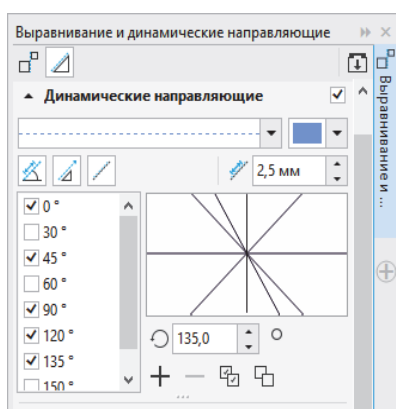 Выравнивание и динамические направляющие
Динамические направляющие
2,5 мм
0 °
30 °
45 °
60 °
90 °
120 °
135 °
150 °
135,0
Выравнивание и ...